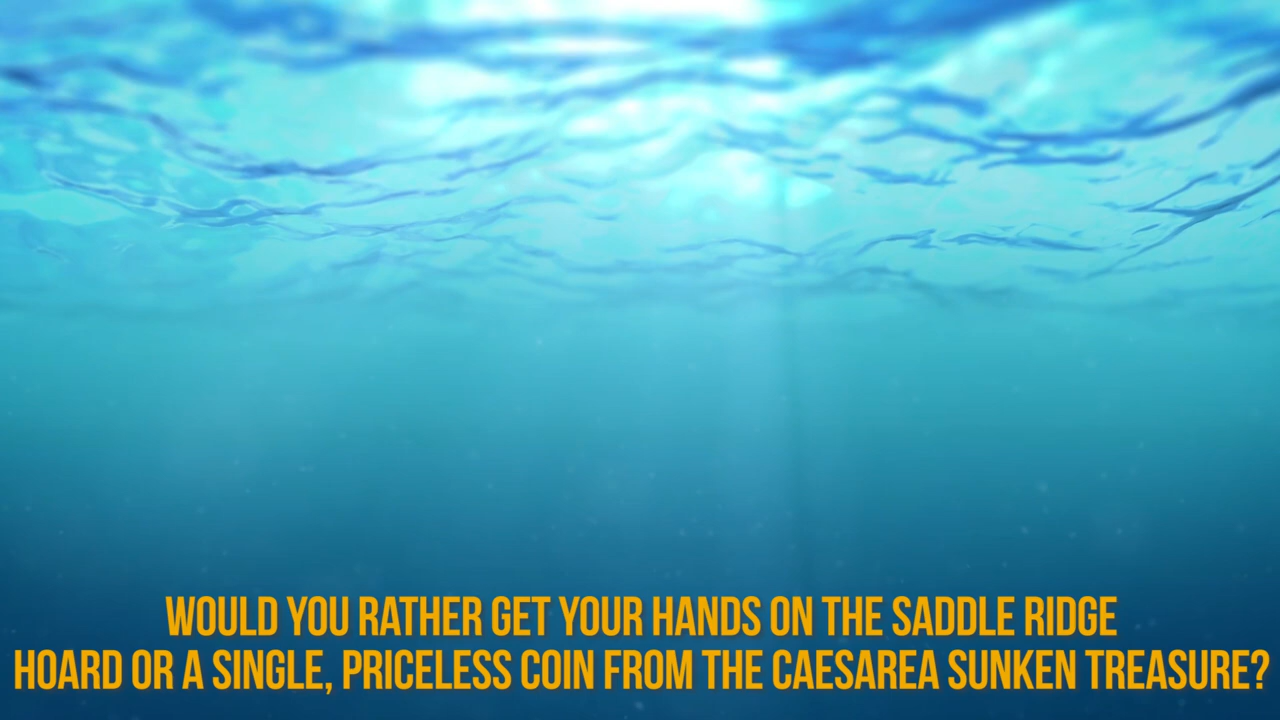 WOULD YOU RATHER GET YOUR HANDS ON THE SADDLE RIDGE
HOARD OR A SINGLE, PRICELESS COIN FROM THE CAESAREA SUNKEN TREASURE?